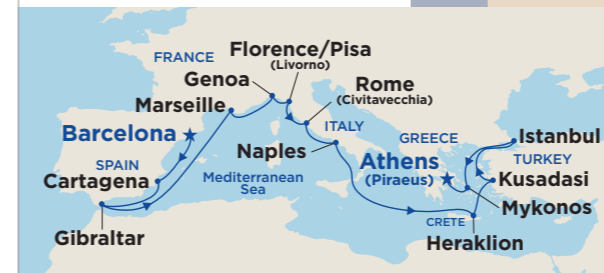 Florence/Pisa
(Livorno)
FRANCE
Genoa
Rome
(Civitavecchia)
Marseille
Barcelona
ITALY
GREECE
Istanbul
Naples
Athens
(Piraeus)
TURKEY
SPAIN
Cartagena
Mediterranean
Sea
Kusadasi
Mykonos
CRETE
Gibraltar
Heraklion